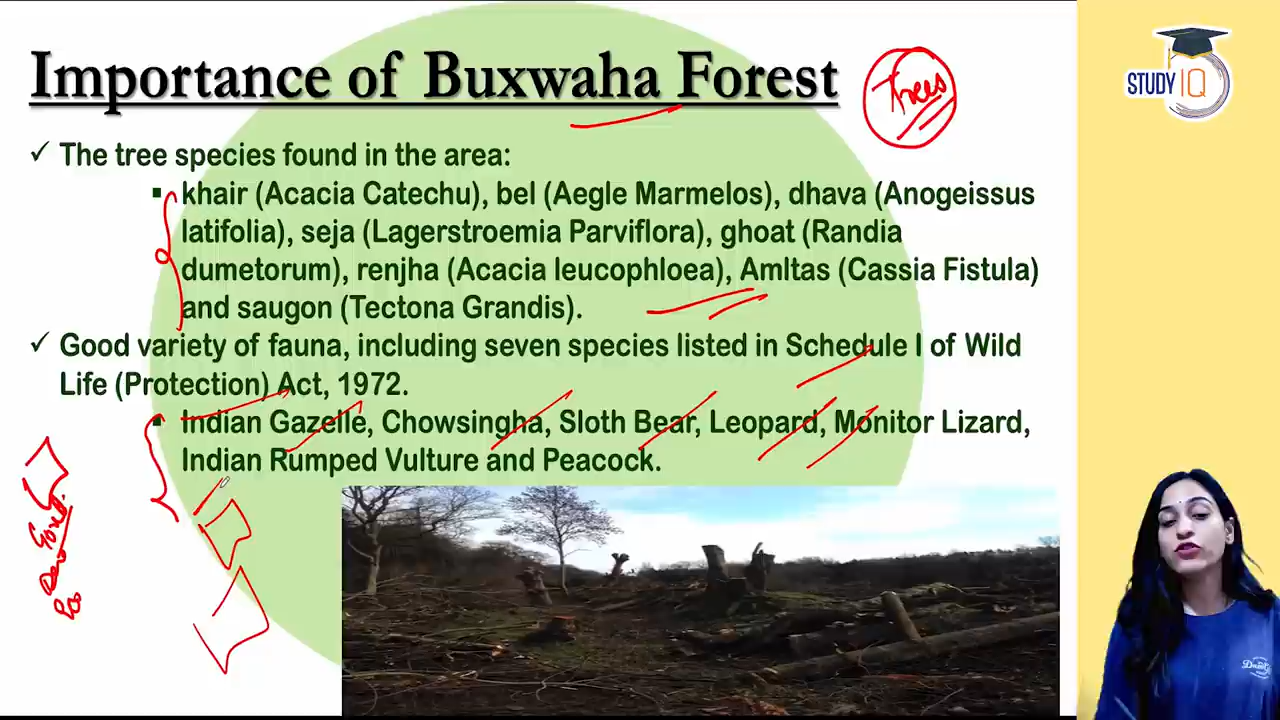 Importance of Buxwaha Forest
Trees
STUDY IQ
✓ The tree species found in the area:
▪ khair (Acacia Catechu), bel (Aegle Marmelos), dhava (Anogeissus
latifolia), seja (Lagerstroemia Parviflora), ghoat (Randia
dumetorum), renjha (Acacia leucophloea), Amltas (Cassia Fistula)
and saugon (Tectona Grandis).
✓ Good variety of fauna, including seven species listed in Schedule I of Wild
Life (Protection) Act, 1972.
▪ Indian Gazelle, Chowsingha, Sloth Bear, Leopard, Monitor Lizard,
Indian Rumped Vulture and Peacock.